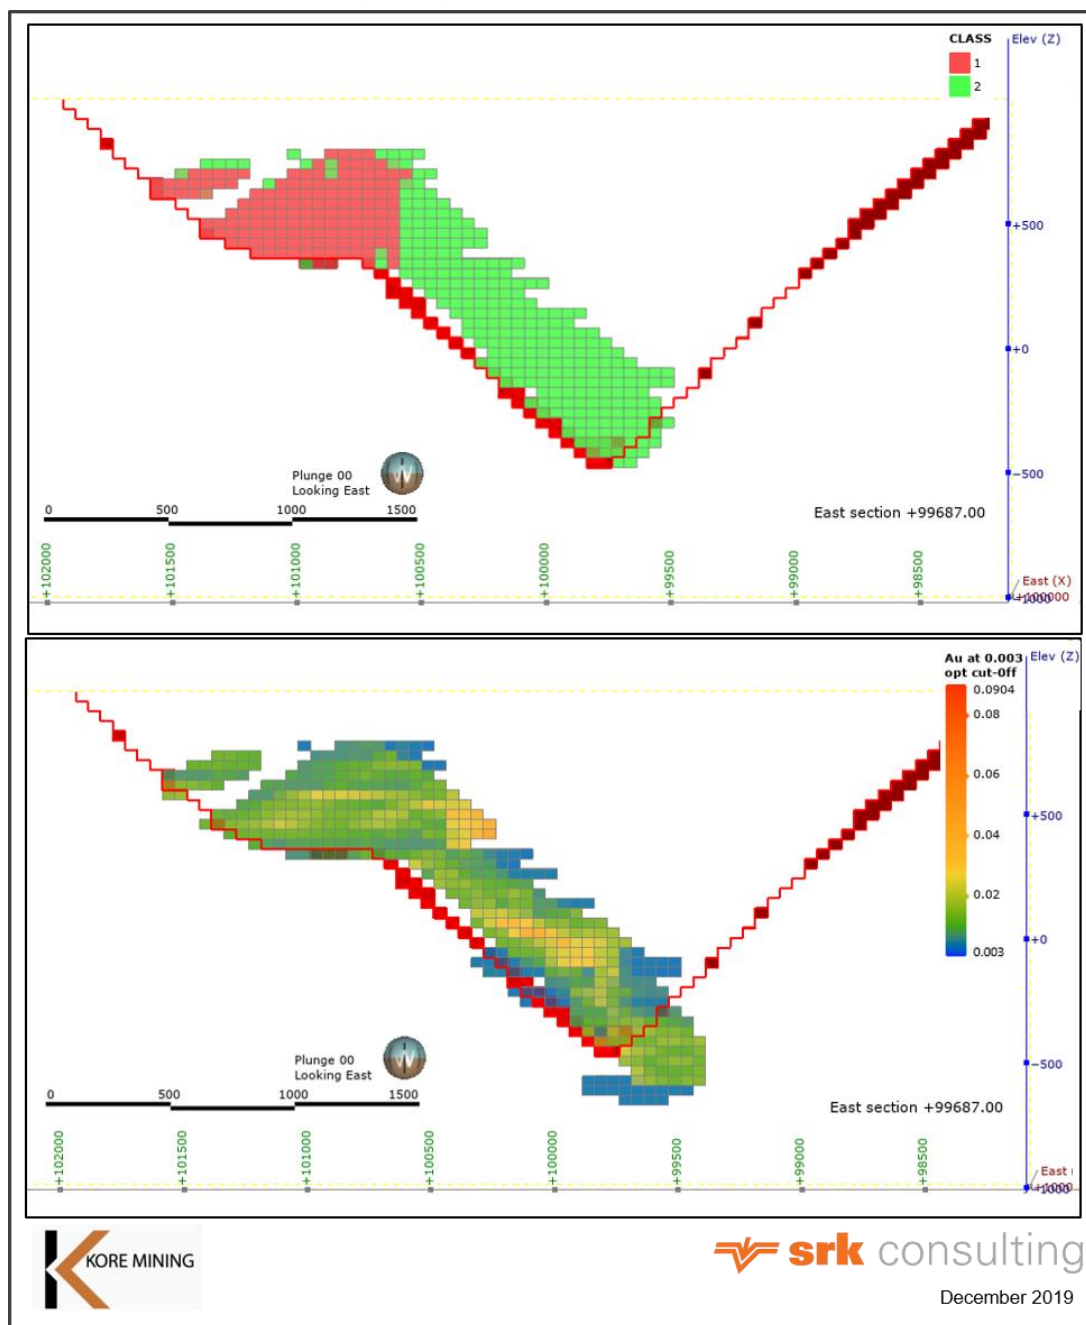 CLASS
1
2
Elev (Z)
+500
+0
-500
Plunge 00
Looking East
0 500 1000 1500
East section +99687.00
+102000 +101500 +101000 +100500 +100000 +99500 +99000 +98500
East (X)
+100000
Au at 0.003
opt cut-0ff
Elev (Z)
0.0904
0.08
0.06
0.04
0.02
0.003
+500
+0
-500
Plunge 00
Looking East
0 500 1000 1500
East section +99687.00
+102000 +101500 +101000 +100500 +100000 +99500 +99000 +98500
East
KORE MINING
srk consulting
December 2019